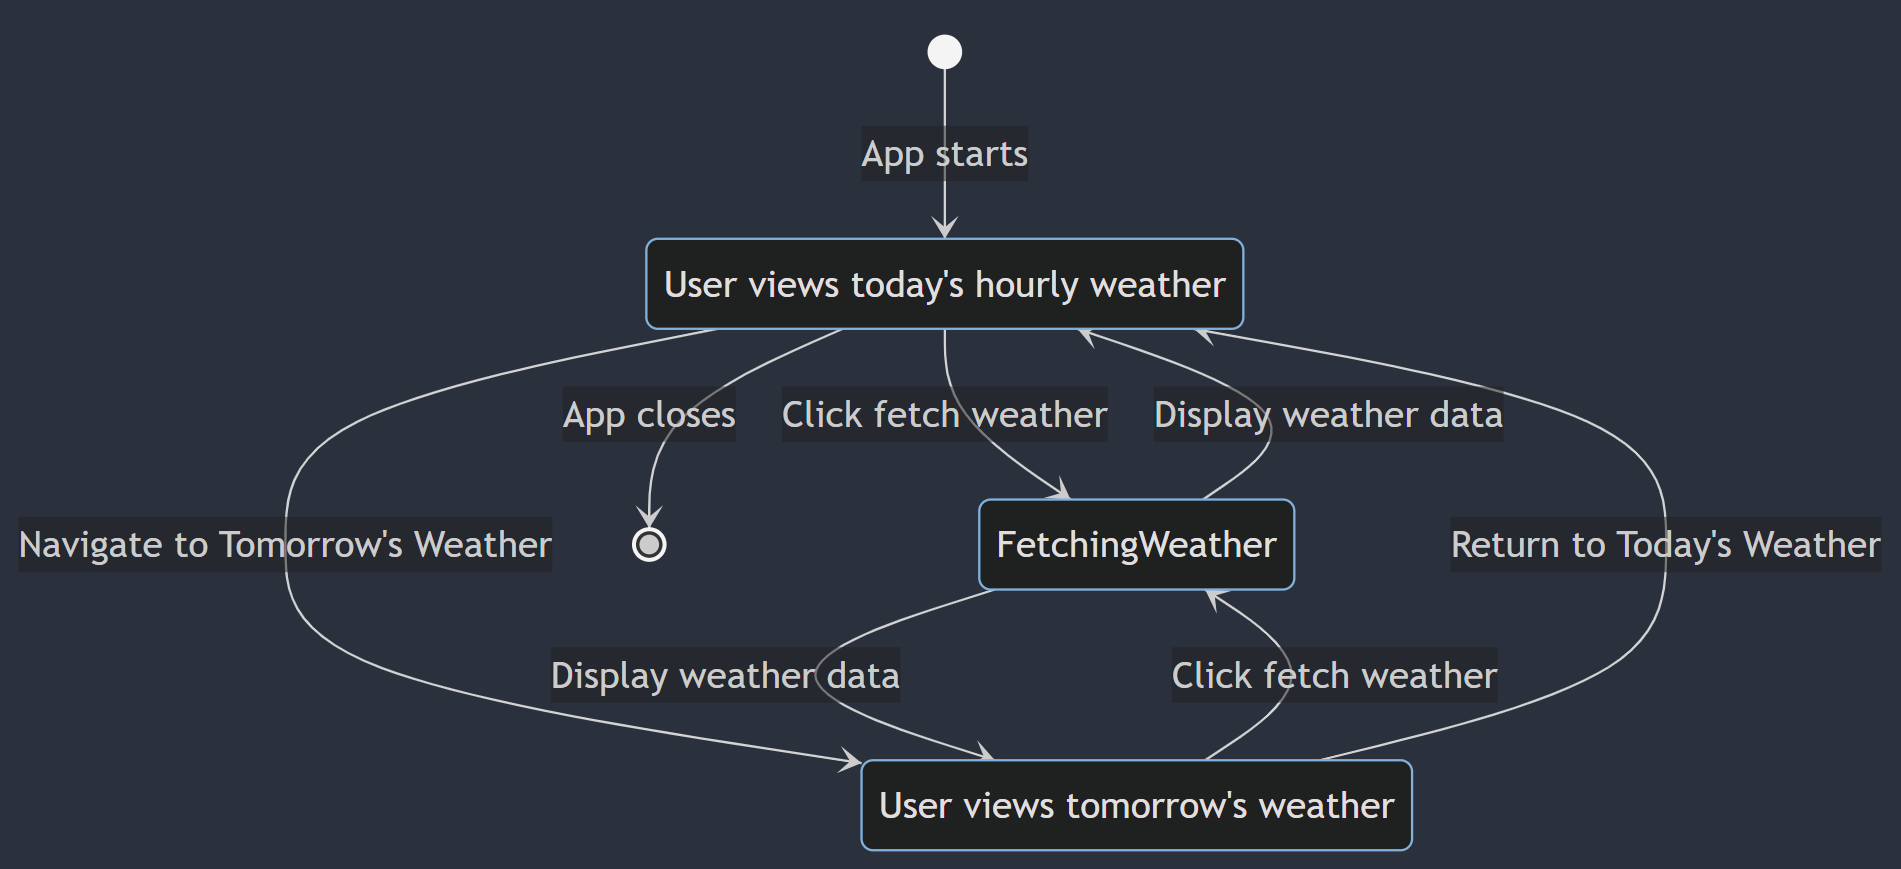 App starts
User views today's hourly weather
App closes
Click fetch weather
Display weather data
Navigate to Tomorrow's Weather
FetchingWeather
Return to Today's Weather
Display weather data
Click fetch weather
User views tomorrow's weather